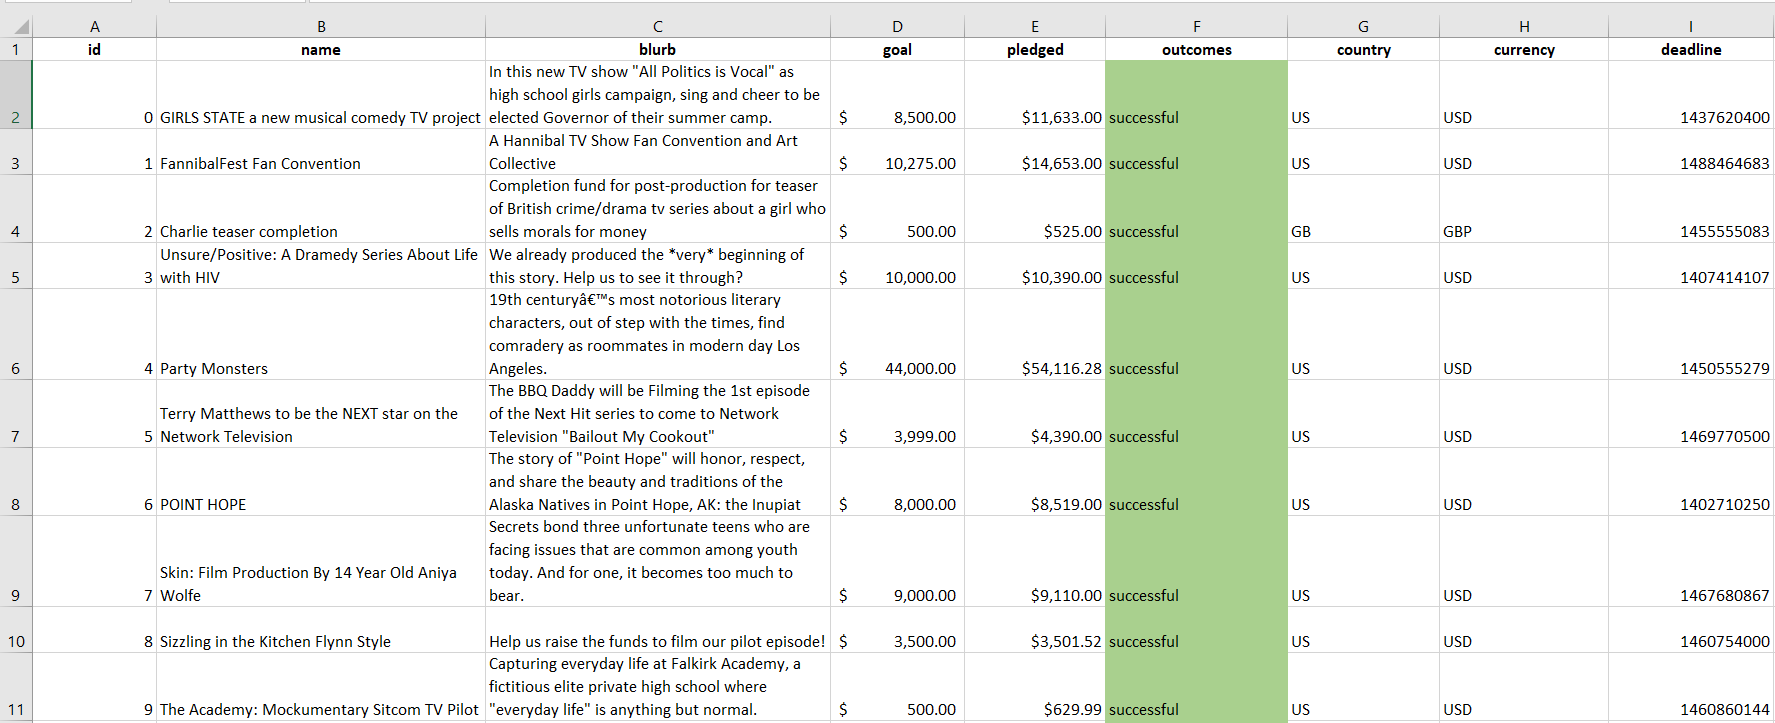 A B C D E F G H I
1 id name blurb goal pledged outcomes country currency deadline
In this new TV show "All Politics is Vocal" as
high school girls campaign, sing and cheer to be
2 0 GIRLS STATE a new musical comedy TV project elected Governor of their summer camp. $ 8,500.00 $11,633.00 successful US USD 1437620400
A Hannibal TV Show Fan Convention and Art
3 1 FannibalFest Fan Convention Collective $ 10,275.00 $14,653.00 successful US USD 1488464683
Completion fund for post-production for teaser
of British crime/drama tv series about a girl who
4 2 Charlie teaser completion sells morals for money $ 500.00 $525.00 successful GB GBP 1455555083
Unsure/Positive: A Dramedy Series About Life We already produced the *very* beginning of
5 3 with HIV this story. Help us to see it through? $ 10,000.00 $10,390.00 successful US USD 1407414107
19th centuryâ€™s most notorious literary
characters, out of step with the times, find
comradery as roommates in modern day Los
6 4 Party Monsters Angeles. $ 44,000.00 $54,116.28 successful US USD 1450555279
The BBQ Daddy will be Filming the 1st episode
Terry Matthews to be the NEXT star on the of the Next Hit series to come to Network
7 5 Network Television Television "Bailout My Cookout" $ 3,999.00 $4,390.00 successful US USD 1469770500
The story of "Point Hope" will honor, respect,
and share the beauty and traditions of the
8 6 POINT HOPE Alaska Natives in Point Hope, AK: the Inupiat $ 8,000.00 $8,519.00 successful US USD 1402710250
Secrets bond three unfortunate teens who are
facing issues that are common among youth
Skin: Film Production By 14 Year Old Aniya today. And for one, it becomes too much to
9 7 Wolfe bear. $ 9,000.00 $9,110.00 successful US USD 1467680867
10 8 Sizzling in the Kitchen Flynn Style Help us raise the funds to film our pilot episode! $ 3,500.00 $3,501.52 successful US USD 1460754000
Capturing everyday life at Falkirk Academy, a
fictitious elite private high school where
11 9 The Academy: Mockumentary Sitcom TV Pilot "everyday life" is anything but normal. $ 500.00 $629.99 successful US USD 1460860144